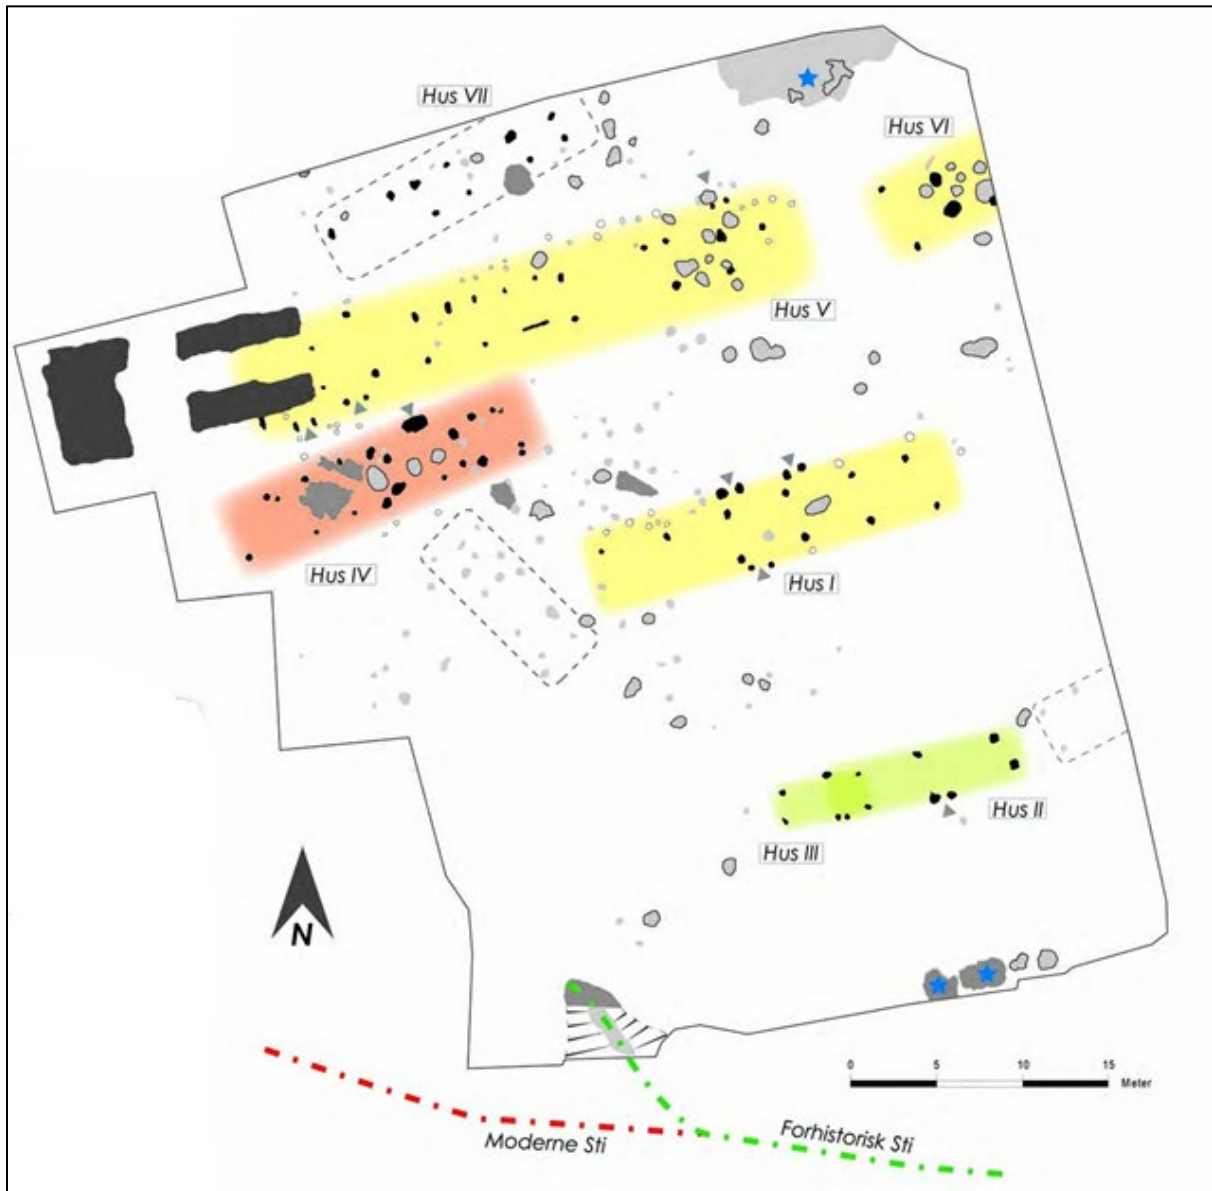 Hus VII
Hus VI
Hus V
Hus IV
Hus I
Hus II
Hus III
N
0 5 10 15
Meter
Moderne Sti
Forhistorisk Sti